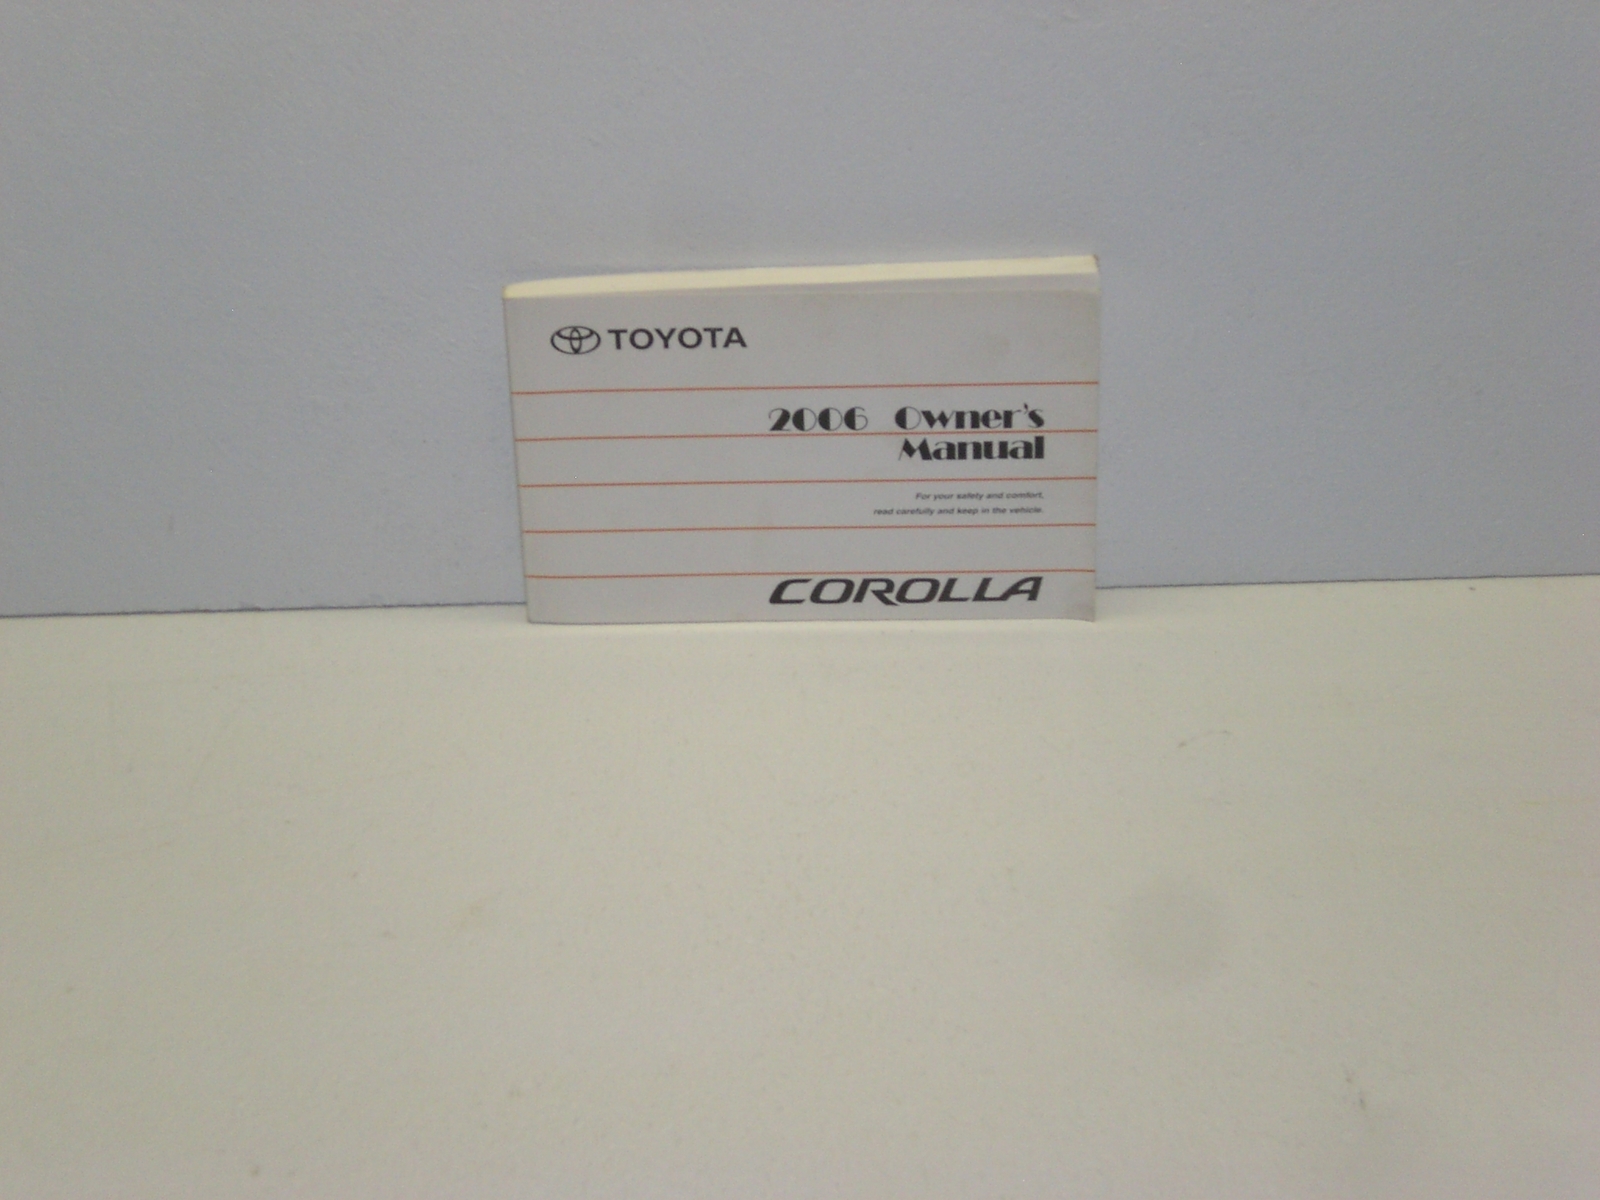 TOYOTA
2006 Owner's
Manual
For your safety and comfort,
read carefully and keep in the vehicle.
COROLLA